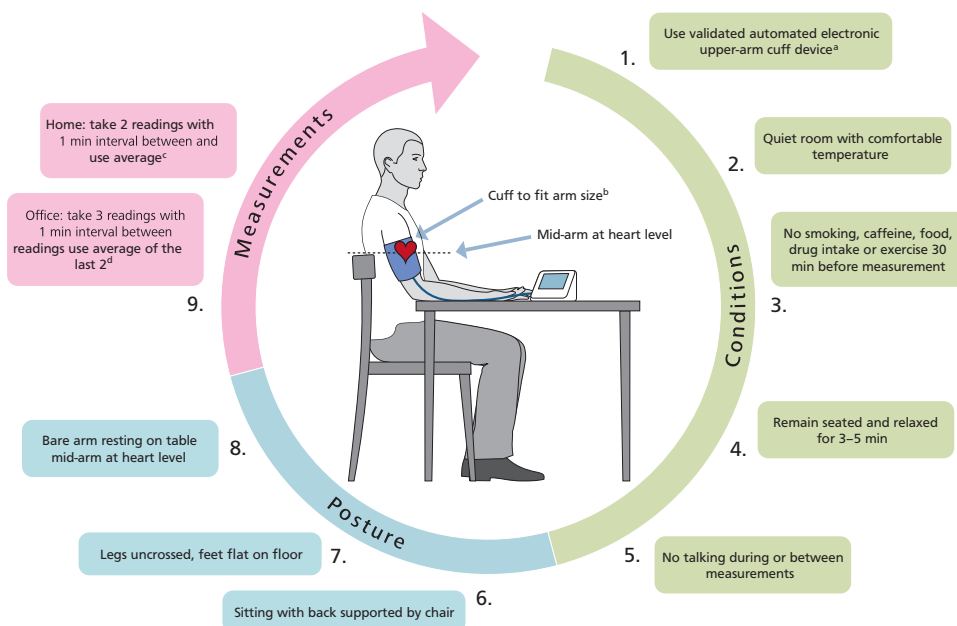 1.
Use validated automated electronic
upper-arm cuff deviceᵃ
2.
Quiet room with comfortable
temperature
3.
No smoking, caffeine, food,
drug intake or exercise 30
min before measurement
4.
Remain seated and relaxed
for 3–5 min
5.
No talking during or between
measurements
Conditions
6.
Sitting with back supported by chair
7.
Legs uncrossed, feet flat on floor
8.
Bare arm resting on table
mid-arm at heart level
Posture
9.
Home: take 2 readings with
1 min interval between and
use averageᶜ
Office: take 3 readings with
1 min interval between
readings use average of the
last 2ᵈ
Measurements
Cuff to fit arm sizeᵇ
Mid-arm at heart level